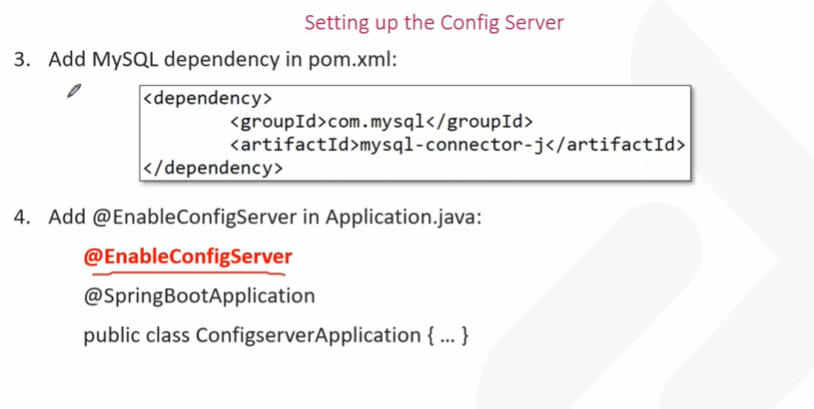 Setting up the Config Server
3. Add MySQL dependency in pom.xml:
<dependency>
<groupId>com.mysql</groupId>
<artifactId>mysql-connector-j</artifactId>
</dependency>
4. Add @EnableConfigServer in Application.java:
@EnableConfigServer
@SpringBootApplication
public class ConfigserverApplication { ... }